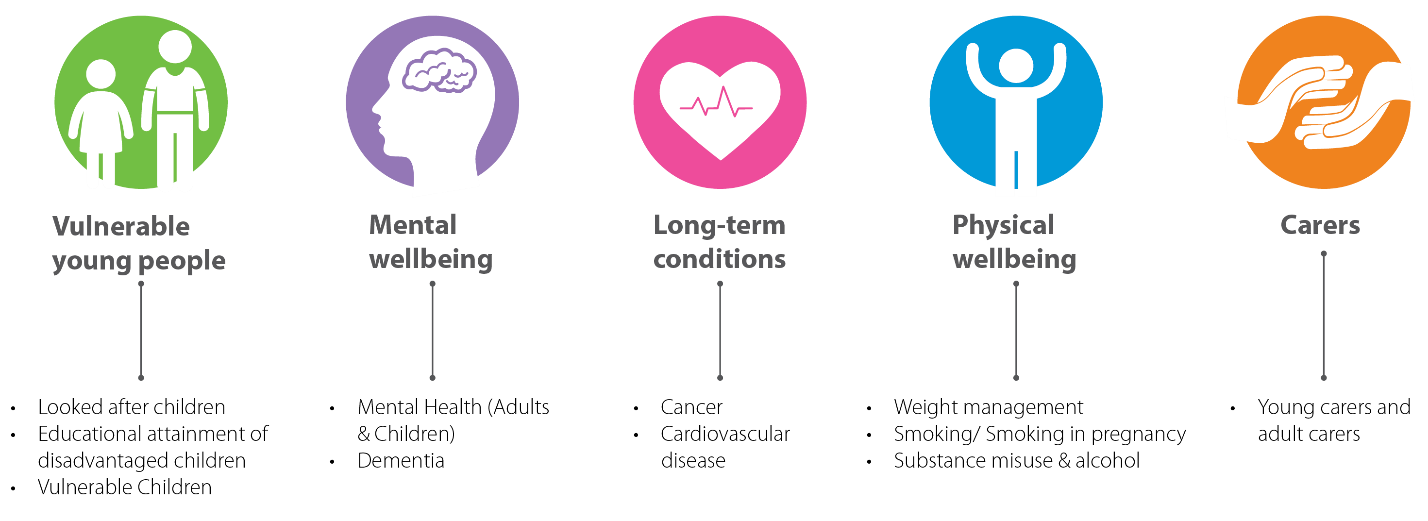 Vulnerable
young people
Mental
wellbeing
Long-term
conditions
Physical
wellbeing
Carers
• Looked after children
• Educational attainment of
disadvantaged children
• Vulnerable Children
• Mental Health (Adults
& Children)
• Dementia
• Cancer
• Cardiovascular
disease
• Weight management
• Smoking/ Smoking in pregnancy
• Substance misuse & alcohol
• Young carers and
adult carers